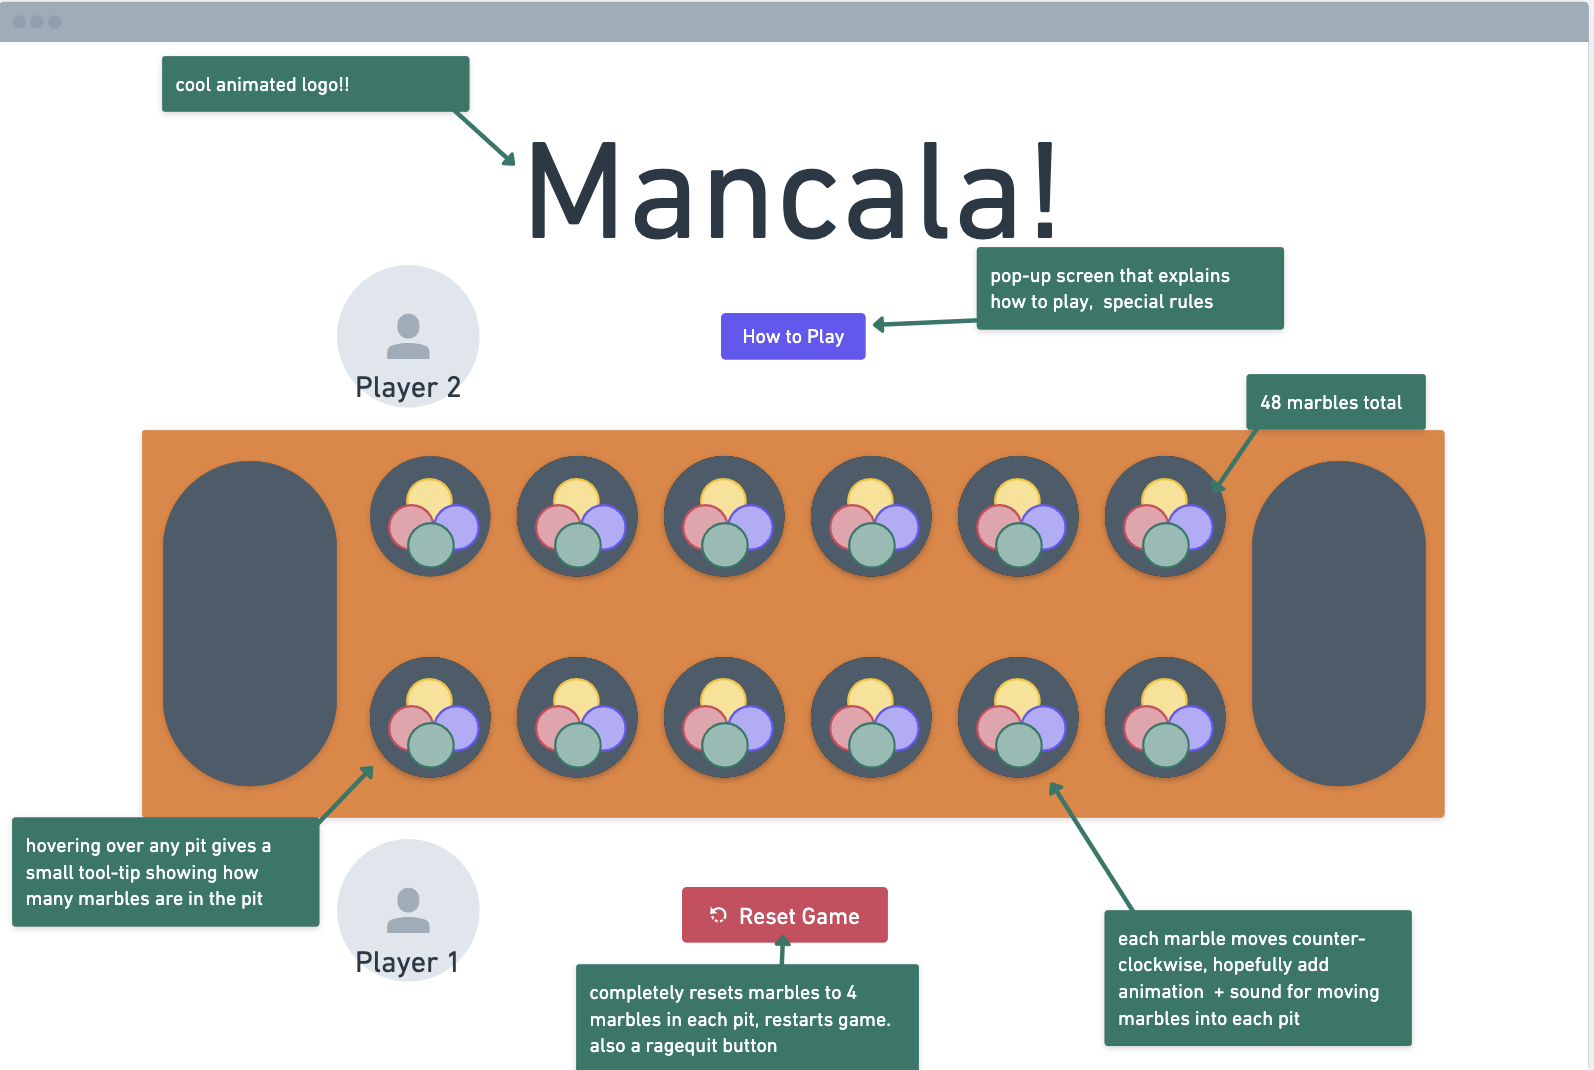 cool animated logo!!
Mancala!
pop-up screen that explains
how to play, special rules
How to Play
Player 2
48 marbles total
hovering over any pit gives a
small tool-tip showing how
many marbles are in the pit
Player 1
Reset Game
completely resets marbles to 4
marbles in each pit, restarts game.
also a ragequit button
each marble moves counter-
clockwise, hopefully add
animation + sound for moving
marbles into each pit